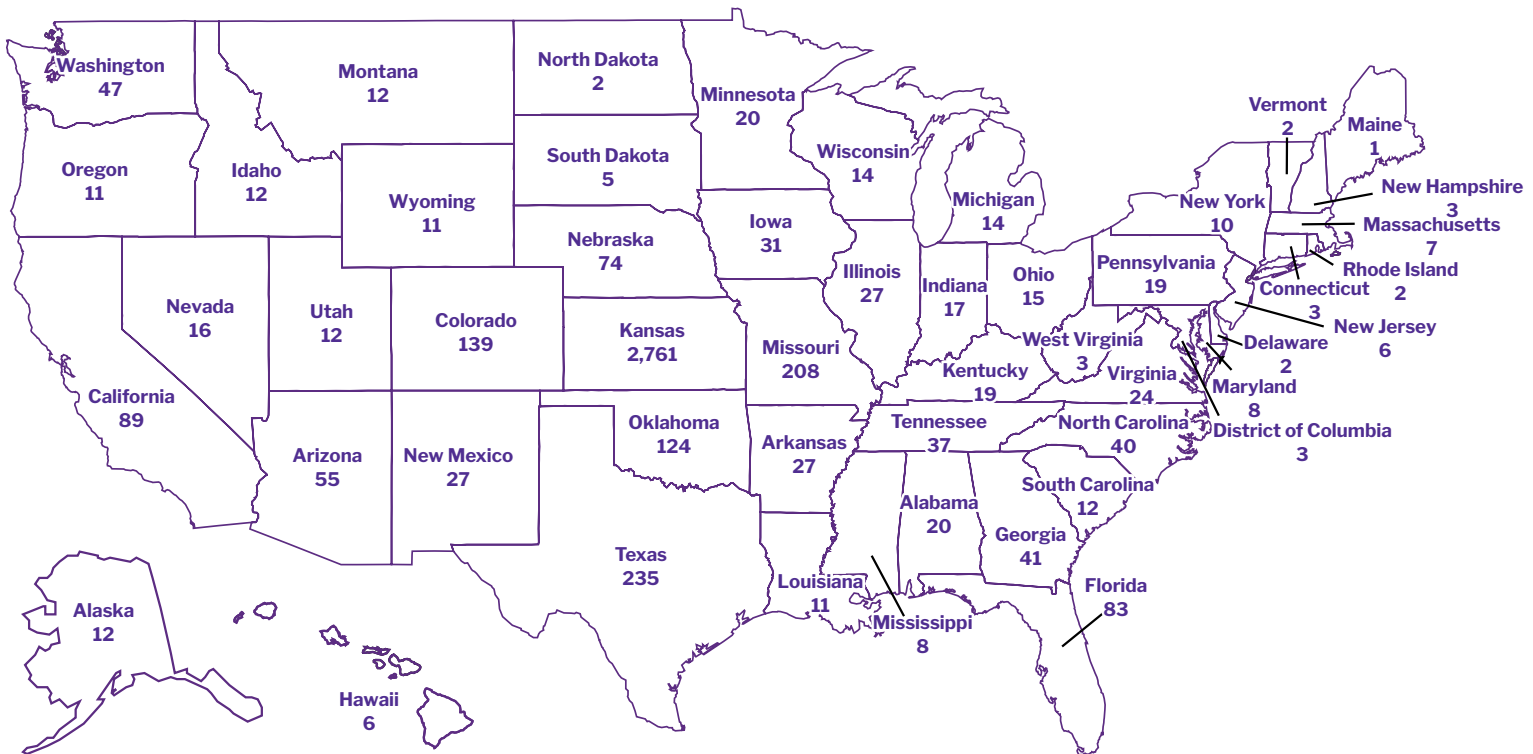 Washington
47
Montana
12
North Dakota
2
Minnesota
20
Vermont
2
Maine
1
Oregon
11
Idaho
12
Wyoming
11
South Dakota
5
Wisconsin
14
Michigan
14
New York
10
New Hampshire
3
Massachusetts
7
Rhode Island
2
Connecticut
3
New Jersey
6
Nebraska
74
Iowa
31
Illinois
27
Indiana
17
Ohio
15
Pennsylvania
19
Nevada
16
Utah
12
Colorado
139
Kansas
2,761
Missouri
208
West Virginia
3
Delaware
2
Kentucky
19
Virginia
24
Maryland
8
California
89
Arizona
55
New Mexico
27
Oklahoma
124
Arkansas
27
Tennessee
37
North Carolina
40
District of Columbia
3
South Carolina
12
Alabama
20
Georgia
41
Texas
235
Louisiana
11
Mississippi
8
Florida
83
Alaska
12
Hawaii
6